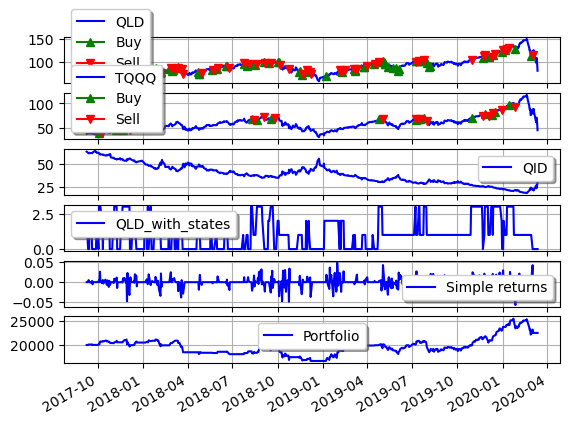 QLD
Buy
Sell
150
100
TQQQ
Buy
Sell
100
50
QID
50
25
QLD_with_states
2.5
0.0
0.05
0.00
−0.05
Simple returns
25000
20000
Portfolio
2017-10
2018-01
2018-04
2018-07
2018-10
2019-01
2019-04
2019-07
2019-10
2020-01
2020-04